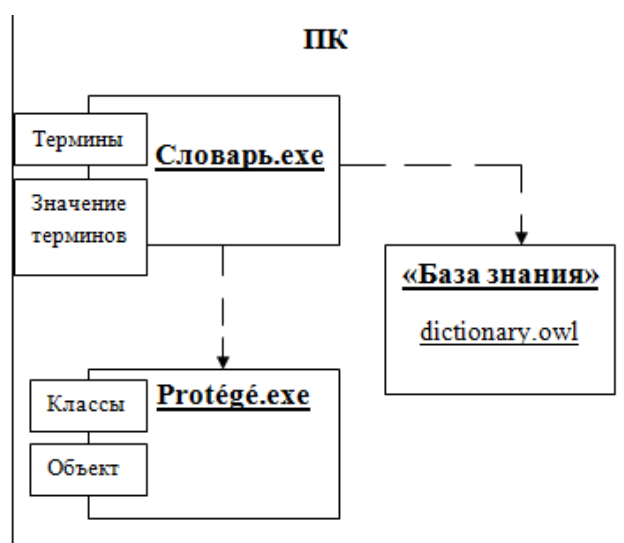 ПК
Термины
Словарь.exe
Значение
терминов
«База знания»
dictionary.owl
Классы
Protégé.exe
Объект